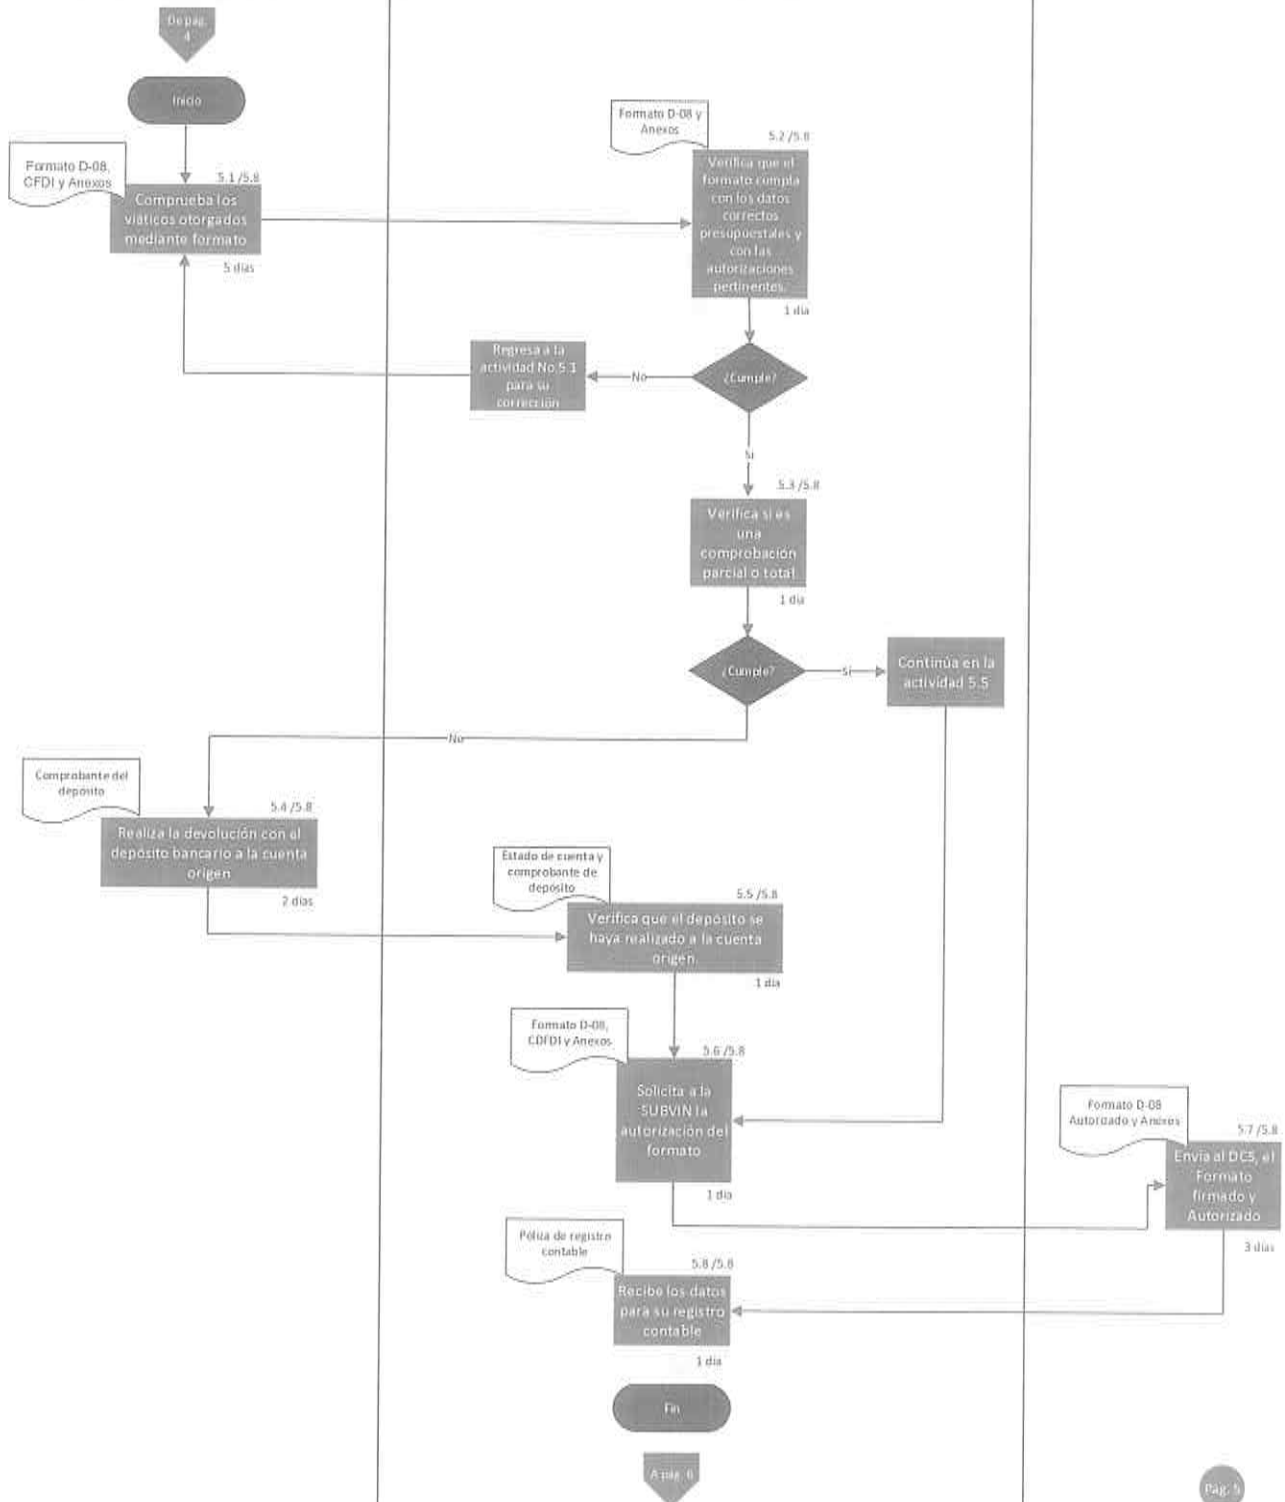 De pag.
4
Inicio
Formato D-08,
CFDI y Anexos
5.1/5.8
Comprueba los
viáticos otorgados
mediante formato
5 días
Formato D-08 y
Anexos
5.2/5.8
Verifica que el
formato cumpla
con los datos
correctos
presupuestales y
con las
autorizaciones
pertinentes.
1 día
¿Cumple?
No
Regresa a la
actividad No.5.1
para su
corrección
Si
5.3/5.8
Verifica si es
una
comprobación
parcial o total
1 día
¿Cumple?
Si
Continúa en la
actividad 5.5
No
Comprobante del
depósito
5.4/5.8
Realiza la devolución con el
depósito bancario a la cuenta
origen
2 días
Estado de cuenta y
comprobante de
depósito
5.5/5.8
Verifica que el depósito se
haya realizado a la cuenta
origen.
1 día
Formato D-08,
CDFDI y Anexos
5.6/5.8
Solicita a la
SUBVIN la
autorización del
formato
1 día
Formato D-08
Autorizado y Anexos
5.7/5.8
Envía al DCS, el
Formato
firmado y
Autorizado
3 días
Póliza de registro
contable
5.8/5.8
Recibe los datos
para su registro
contable
1 día
Fin
A pág. 6
Pág. 5